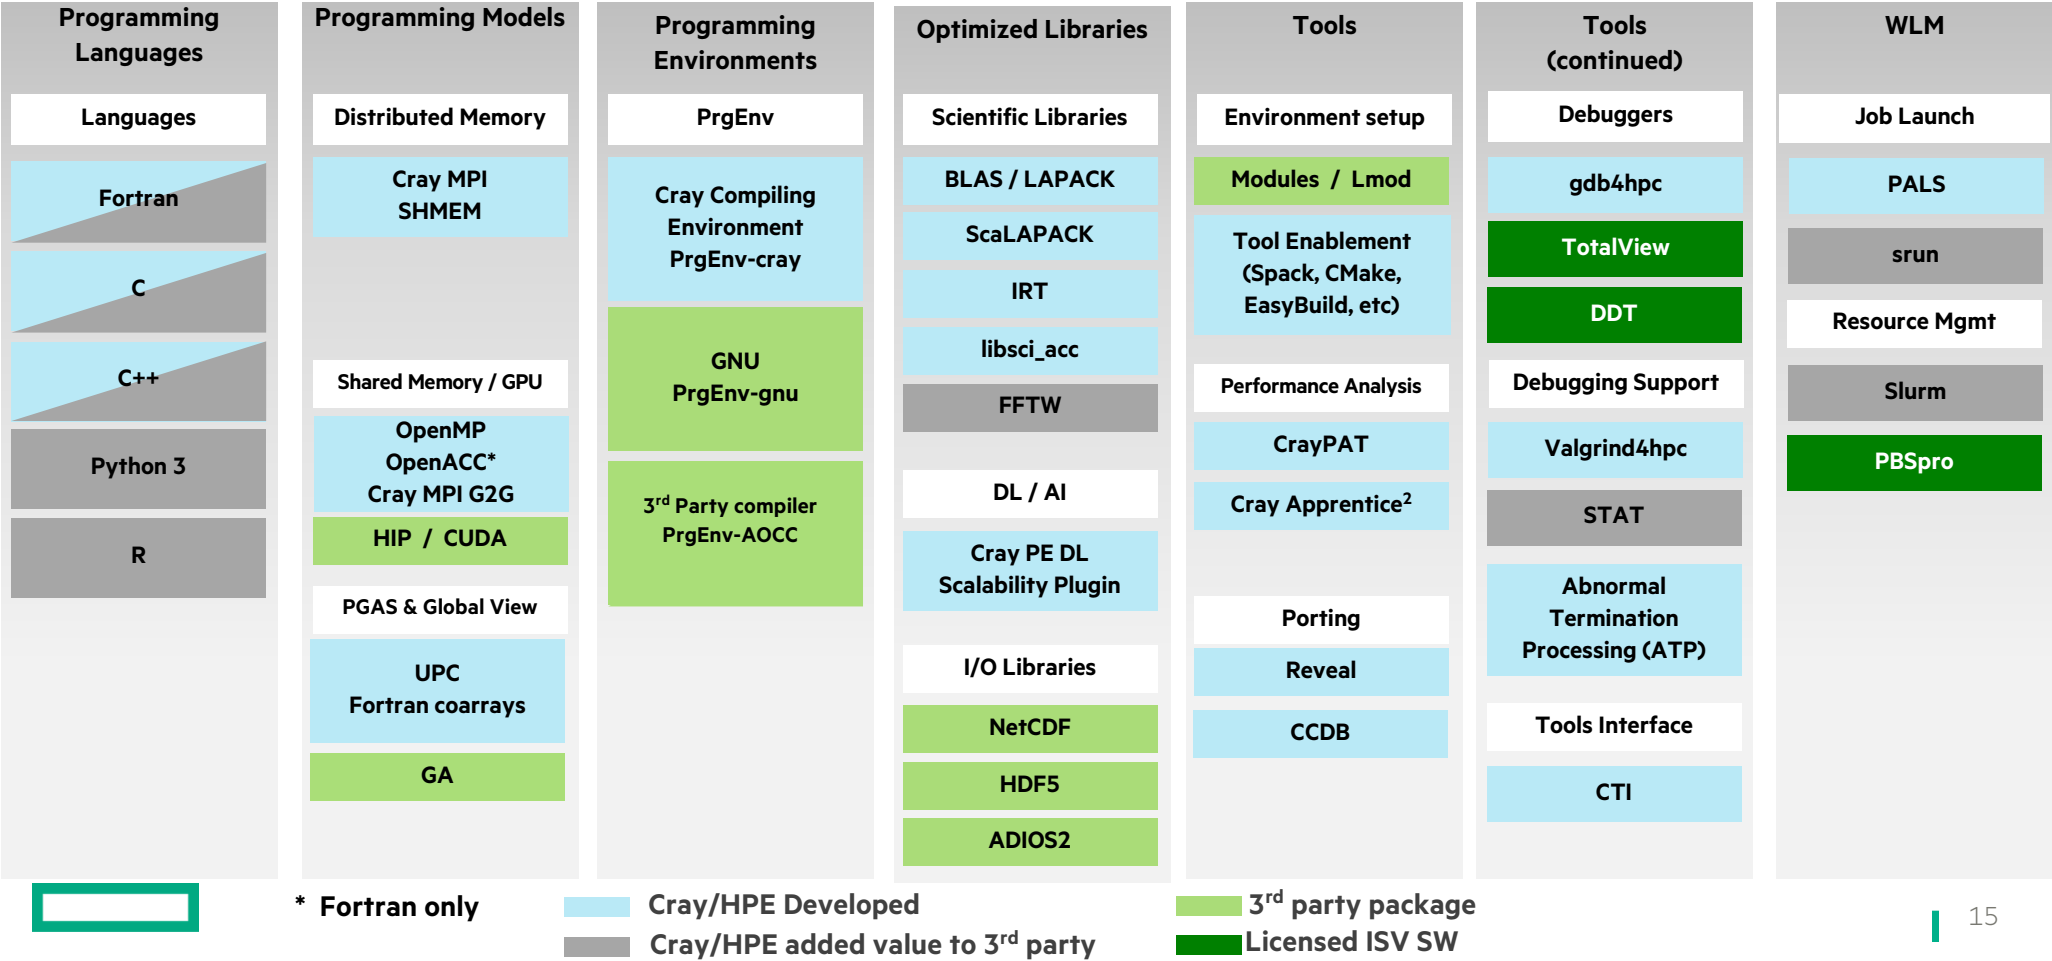 Programming
Languages
Languages
Fortran
C
C++
Python 3
R
Programming Models
Distributed Memory
Cray MPI
SHMEM
Shared Memory / GPU
OpenMP
OpenACC*
Cray MPI G2G
HIP / CUDA
PGAS & Global View
UPC
Fortran coarrays
GA
Programming
Environments
PrgEnv
Cray Compiling
Environment
PrgEnv-cray
GNU
PrgEnv-gnu
3rd Party compiler
PrgEnv-AOCC
Optimized Libraries
Scientific Libraries
BLAS / LAPACK
ScaLAPACK
IRT
libsci_acc
FFTW
DL / AI
Cray PE DL
Scalability Plugin
I/O Libraries
NetCDF
HDF5
ADIOS2
Tools
Environment setup
Modules / Lmod
Tool Enablement
(Spack, CMake,
EasyBuild, etc)
Performance Analysis
CrayPAT
Cray Apprentice2
Porting
Reveal
CCDB
Tools
(continued)
Debuggers
gdb4hpc
TotalView
DDT
Debugging Support
Valgrind4hpc
STAT
Abnormal
Termination
Processing (ATP)
Tools Interface
CTI
WLM
Job Launch
PALS
srun
Resource Mgmt
Slurm
PBSpro
* Fortran only
Cray/HPE Developed
Cray/HPE added value to 3rd party
3rd party package
Licensed ISV SW
15